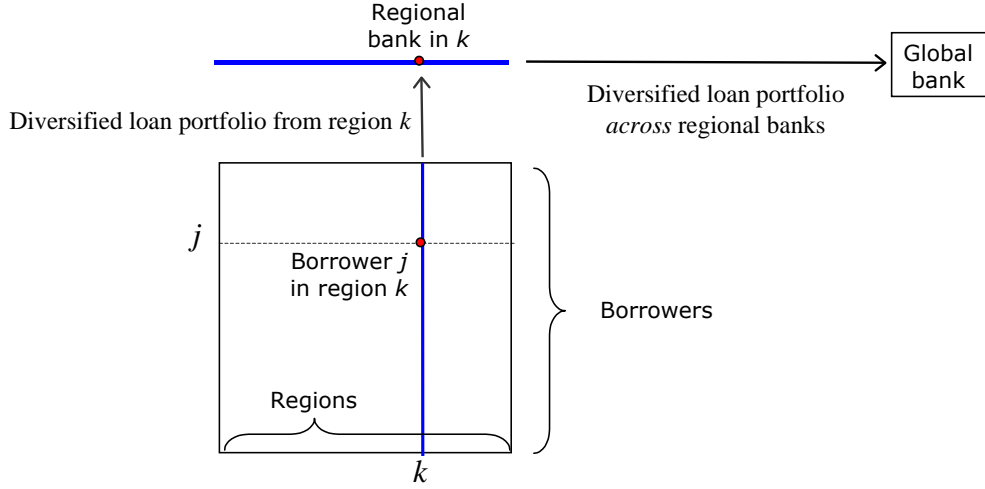 Regional
bank in k
Global
bank
Diversified loan portfolio
across regional banks
Diversified loan portfolio from region k
j
Borrower j
in region k
Borrowers
Regions
k